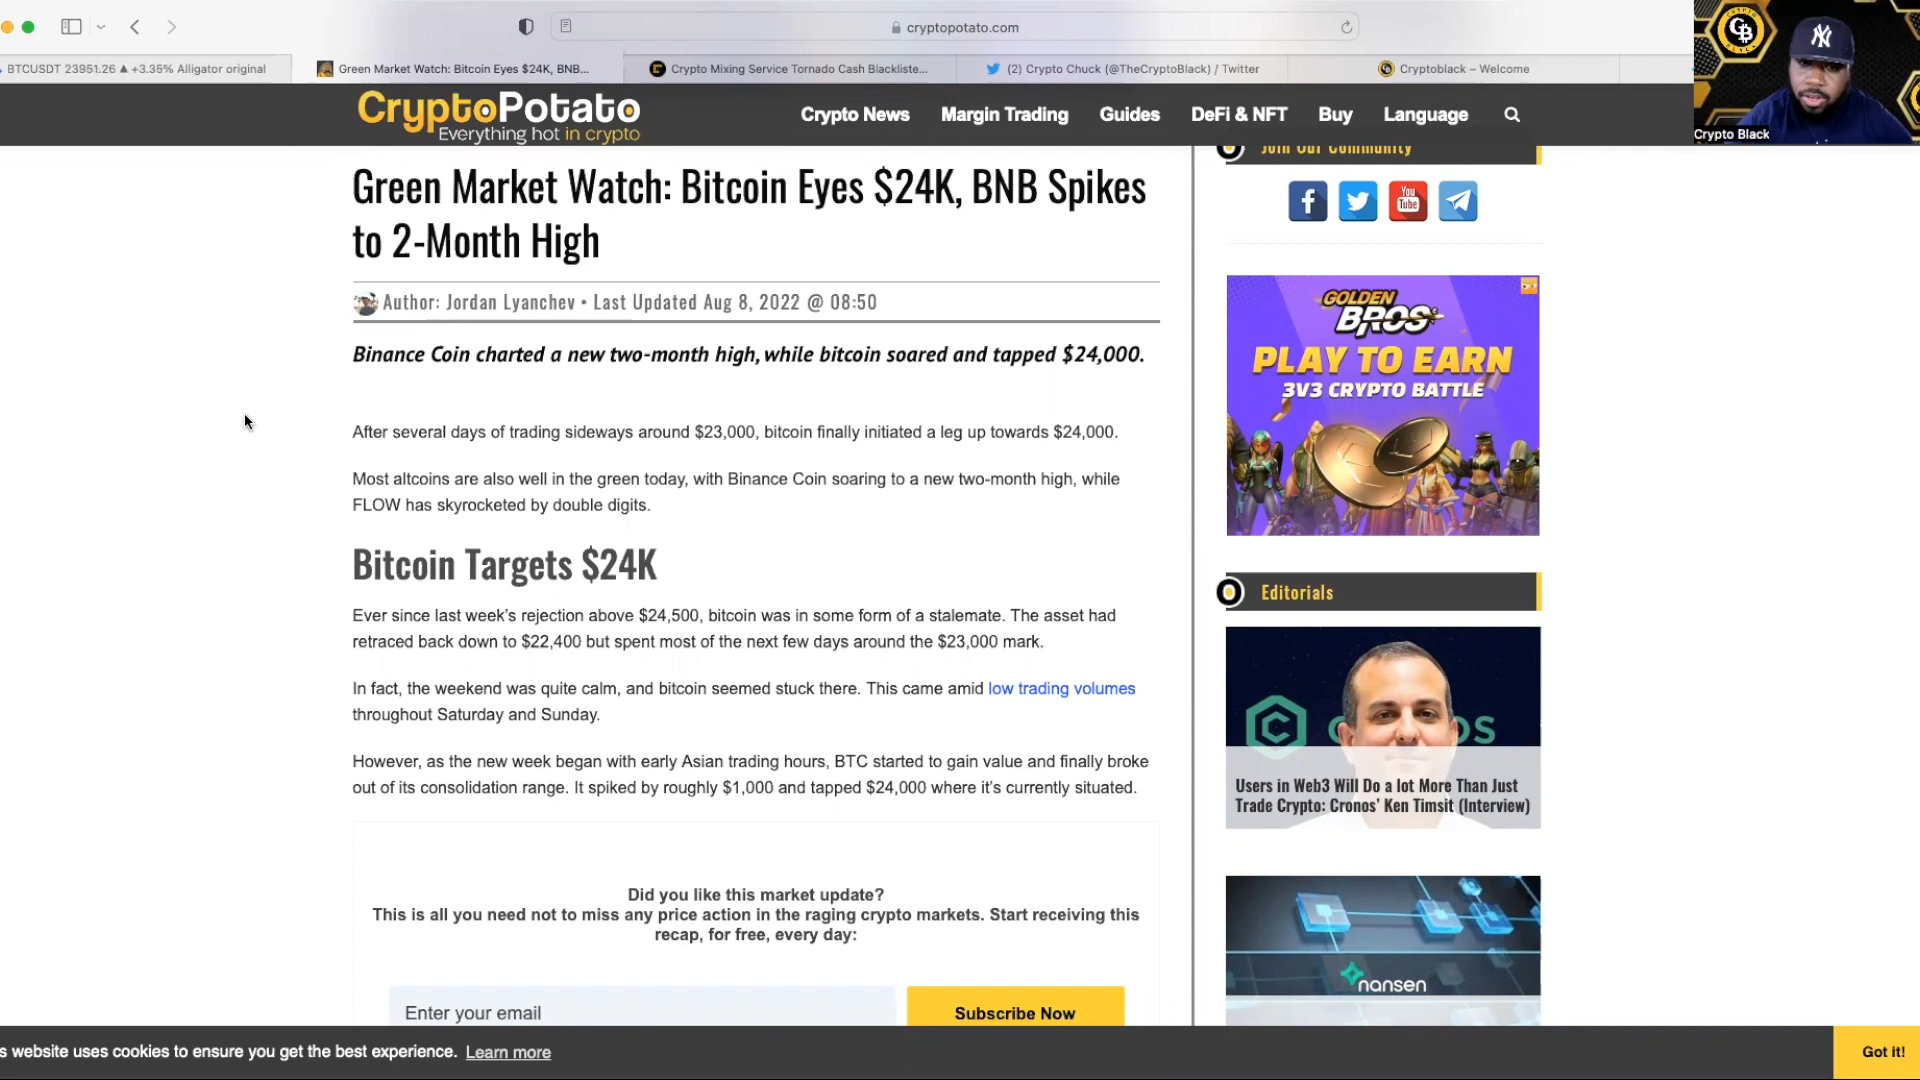 cryptopotato.com
BTCUSDT 23951.26 ▲ +3.35% Alligator original
Green Market Watch: Bitcoin Eyes $24K, BNB...
Crypto Mixing Service Tornado Cash Blackliste...
(2) Crypto Chuck (@TheCryptoBlack) / Twitter
Cryptoblack – Welcome
Crypto Black
CryptoPotato
Everything hot in crypto
Crypto News
Margin Trading
Guides
DeFi & NFT
Buy
Language
Green Market Watch: Bitcoin Eyes $24K, BNB Spikes
to 2-Month High
Author: Jordan Lyanchev • Last Updated Aug 8, 2022 @ 08:50
Binance Coin charted a new two-month high, while bitcoin soared and tapped $24,000.
After several days of trading sideways around $23,000, bitcoin finally initiated a leg up towards $24,000.
Most altcoins are also well in the green today, with Binance Coin soaring to a new two-month high, while
FLOW has skyrocketed by double digits.
Bitcoin Targets $24K
Ever since last week’s rejection above $24,500, bitcoin was in some form of a stalemate. The asset had
retraced back down to $22,400 but spent most of the next few days around the $23,000 mark.
In fact, the weekend was quite calm, and bitcoin seemed stuck there. This came amid low trading volumes
throughout Saturday and Sunday.
However, as the new week began with early Asian trading hours, BTC started to gain value and finally broke
out of its consolidation range. It spiked by roughly $1,000 and tapped $24,000 where it’s currently situated.
Did you like this market update?
This is all you need not to miss any price action in the raging crypto markets. Start receiving this
recap, for free, every day:
Enter your email
Subscribe Now
Join Our Community
You
Tube
GOLDEN
BROS
PLAY TO EARN
3V3 CRYPTO BATTLE
Editorials
Users in Web3 Will Do a lot More Than Just
Trade Crypto: Cronos’ Ken Timsit (Interview)
nansen
s website uses cookies to ensure you get the best experience. Learn more
Got it!